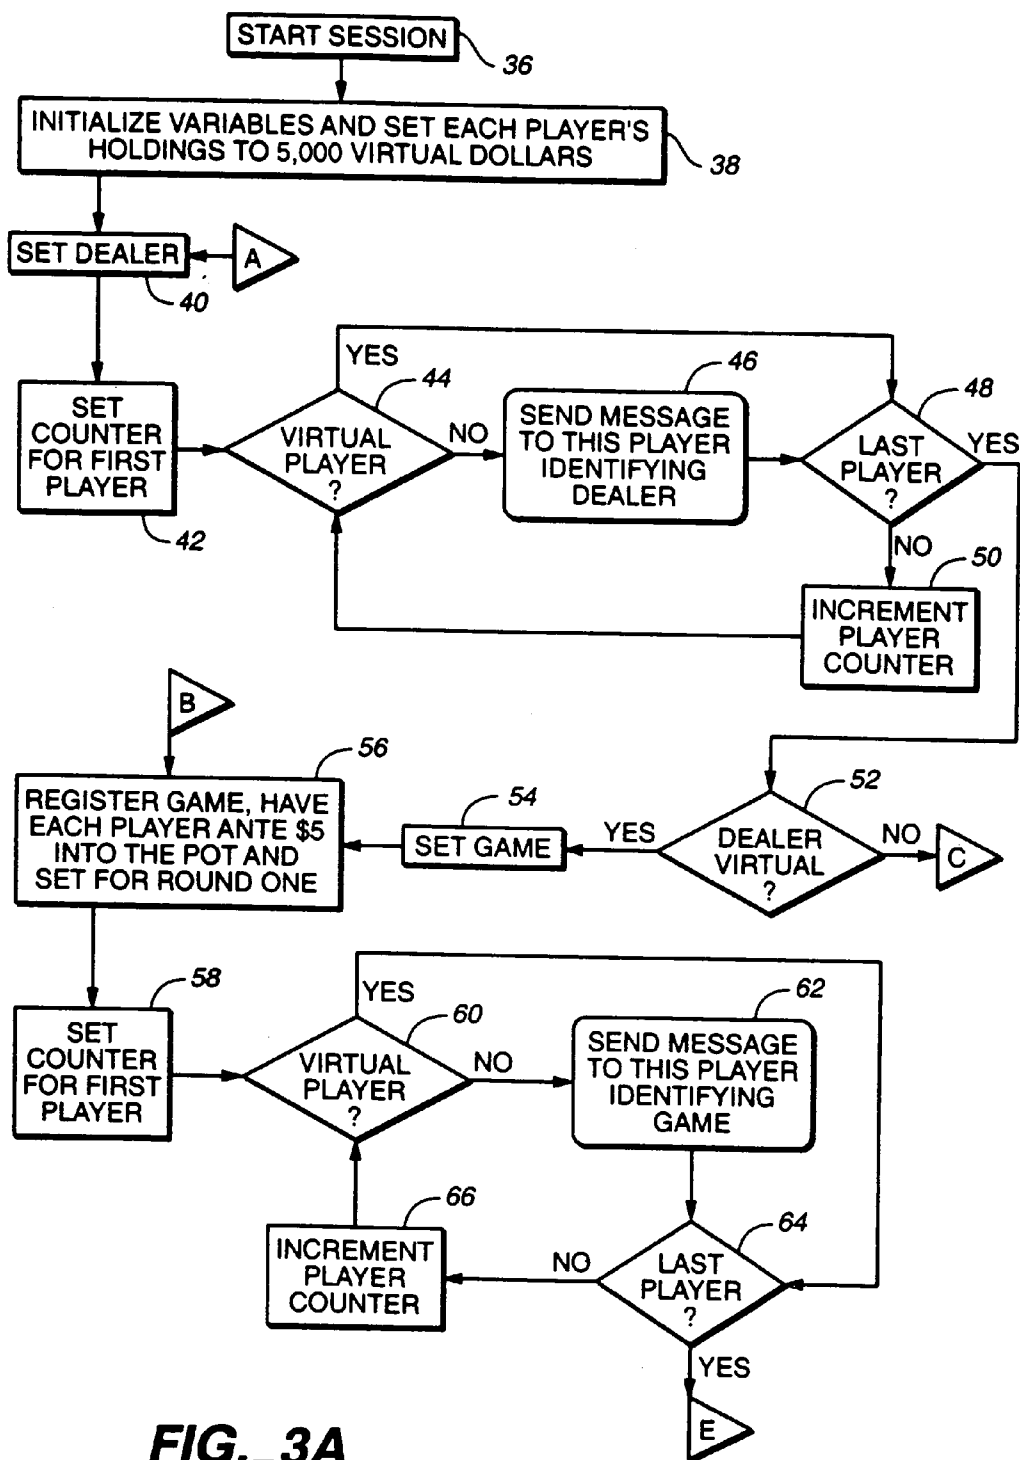 START SESSION
36
INITIALIZE VARIABLES AND SET EACH PLAYER'S
HOLDINGS TO 5,000 VIRTUAL DOLLARS
38
SET DEALER
A
40
SET
COUNTER
FOR FIRST
PLAYER
42
YES
44
VIRTUAL
PLAYER
?
NO
46
SEND MESSAGE
TO THIS PLAYER
IDENTIFYING
DEALER
48
LAST
PLAYER
?
YES
NO
50
INCREMENT
PLAYER
COUNTER
B
56
REGISTER GAME, HAVE
EACH PLAYER ANTE $5
INTO THE POT AND
SET FOR ROUND ONE
54
SET GAME
YES
52
DEALER
VIRTUAL
?
NO
C
58
SET
COUNTER
FOR FIRST
PLAYER
YES
60
VIRTUAL
PLAYER
?
NO
62
SEND MESSAGE
TO THIS PLAYER
IDENTIFYING
GAME
66
INCREMENT
PLAYER
COUNTER
NO
64
LAST
PLAYER
?
YES
E
FIG._3A